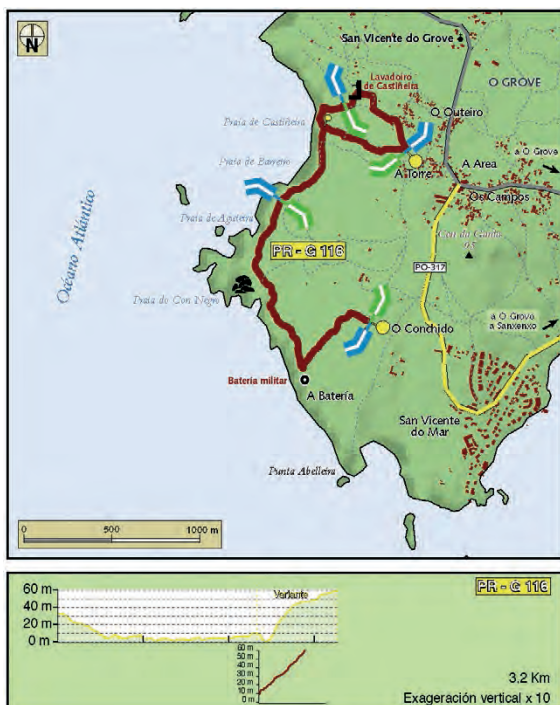 N
San Vicente do Grove
Lavadoiro
de Castiñeira
O GROVE
O Outeiro
Praia de Castiñeira
a O Grove
A Area
Praia de Barreiro
A Torre
Os Campos
Praia de Aguieira
Océano Atlántico
PR - G 116
PO-317
Praia do Con Negro
O Conchido
a O Grove
a Sanxenxo
Batería militar
A Batería
San Vicente
do Mar
Punta Abelleira
0 500 1000 m
60 m
40 m
20 m
0 m
Variante
PR - G 116
60 m
50 m
40 m
30 m
20 m
10 m
0 m
3,2 Km
Exageración vertical x 10